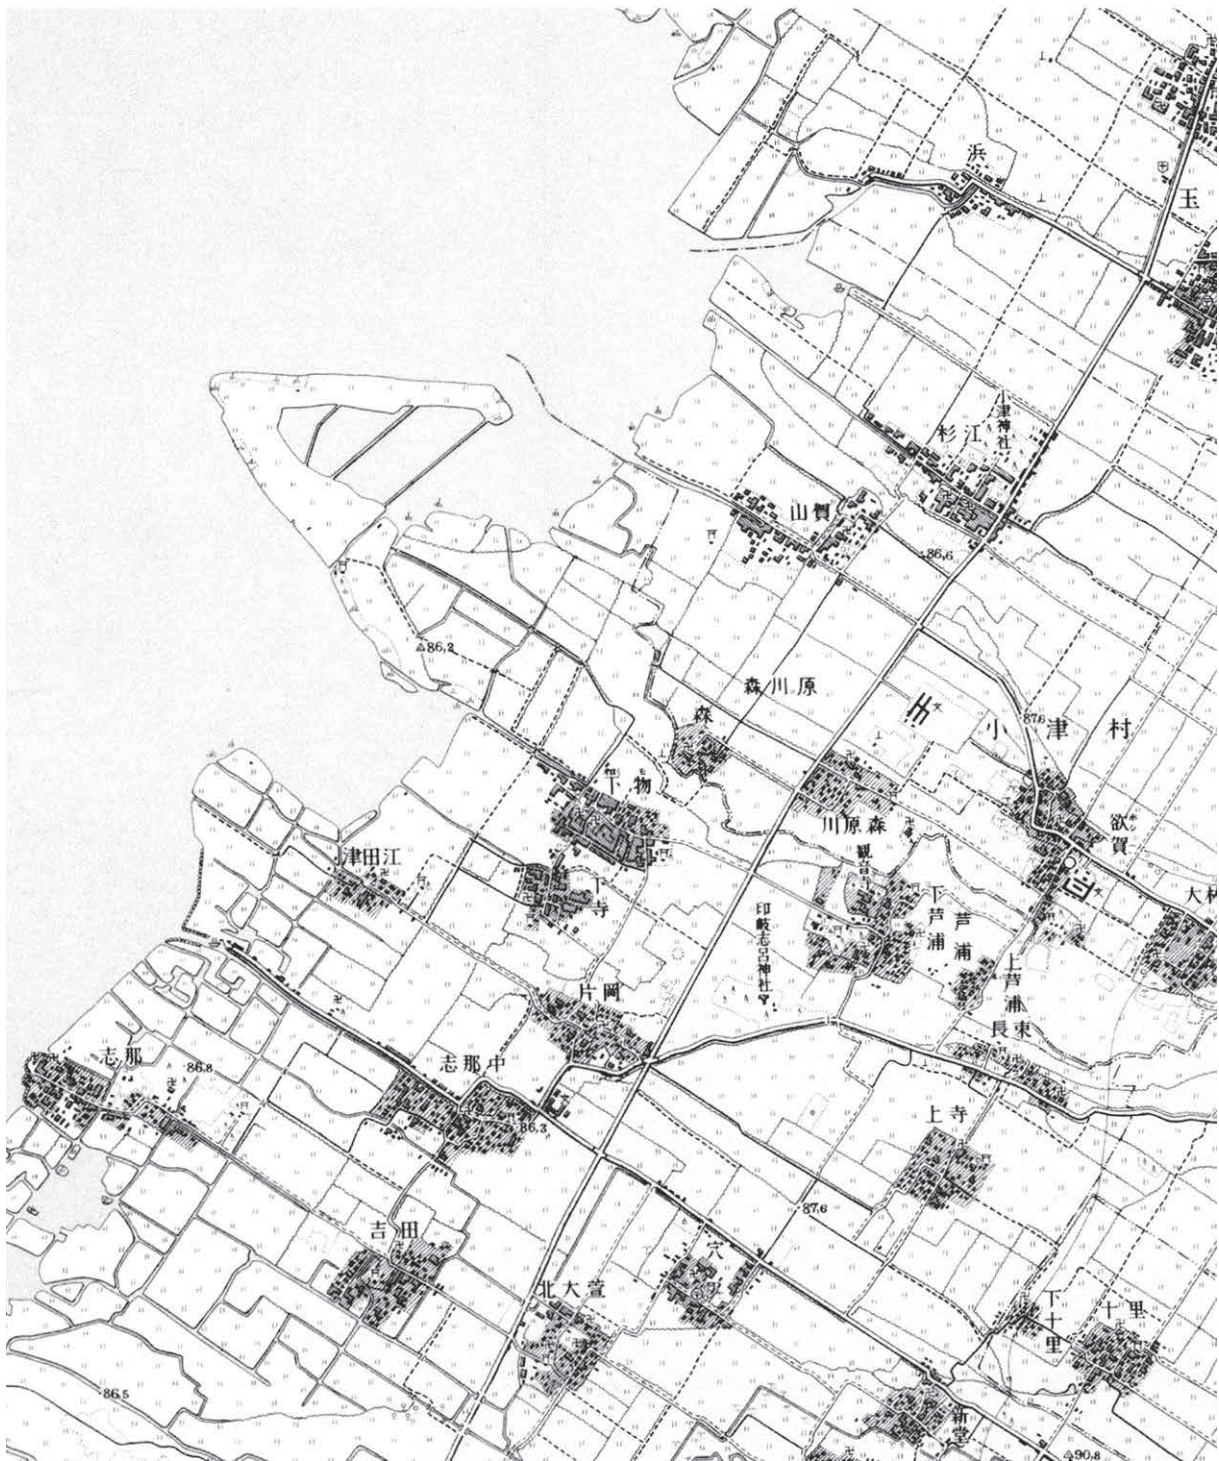 浜
玉
小津神社
杉江
山賀
86.6
86.2
森川原
森
小津村
87.6
下物
川原森
欲賀
津田江
観音寺
大林
下寺
下芦浦
芦浦
印岐志呂神社
上芦浦
片岡
長束
志那
86.8
志那中
86.3
上寺
87.6
吉田
穴
北大萱
下十里
十里
86.5
新堂
90.8